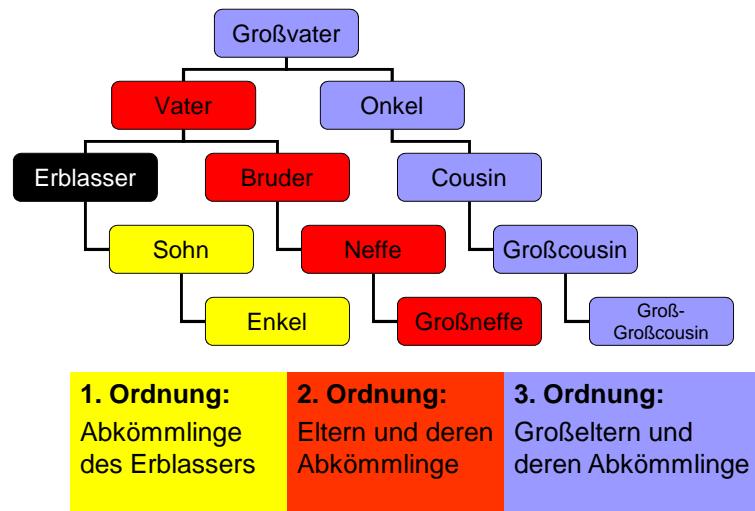 Großvater
Vater
Onkel
Erblasser
Bruder
Cousin
Sohn
Neffe
Großcousin
Enkel
Großneffe
Groß-
Großcousin
1. Ordnung:
Abkömmlinge
des Erblassers
2. Ordnung:
Eltern und deren
Abkömmlinge
3. Ordnung:
Großeltern und
deren Abkömmlinge